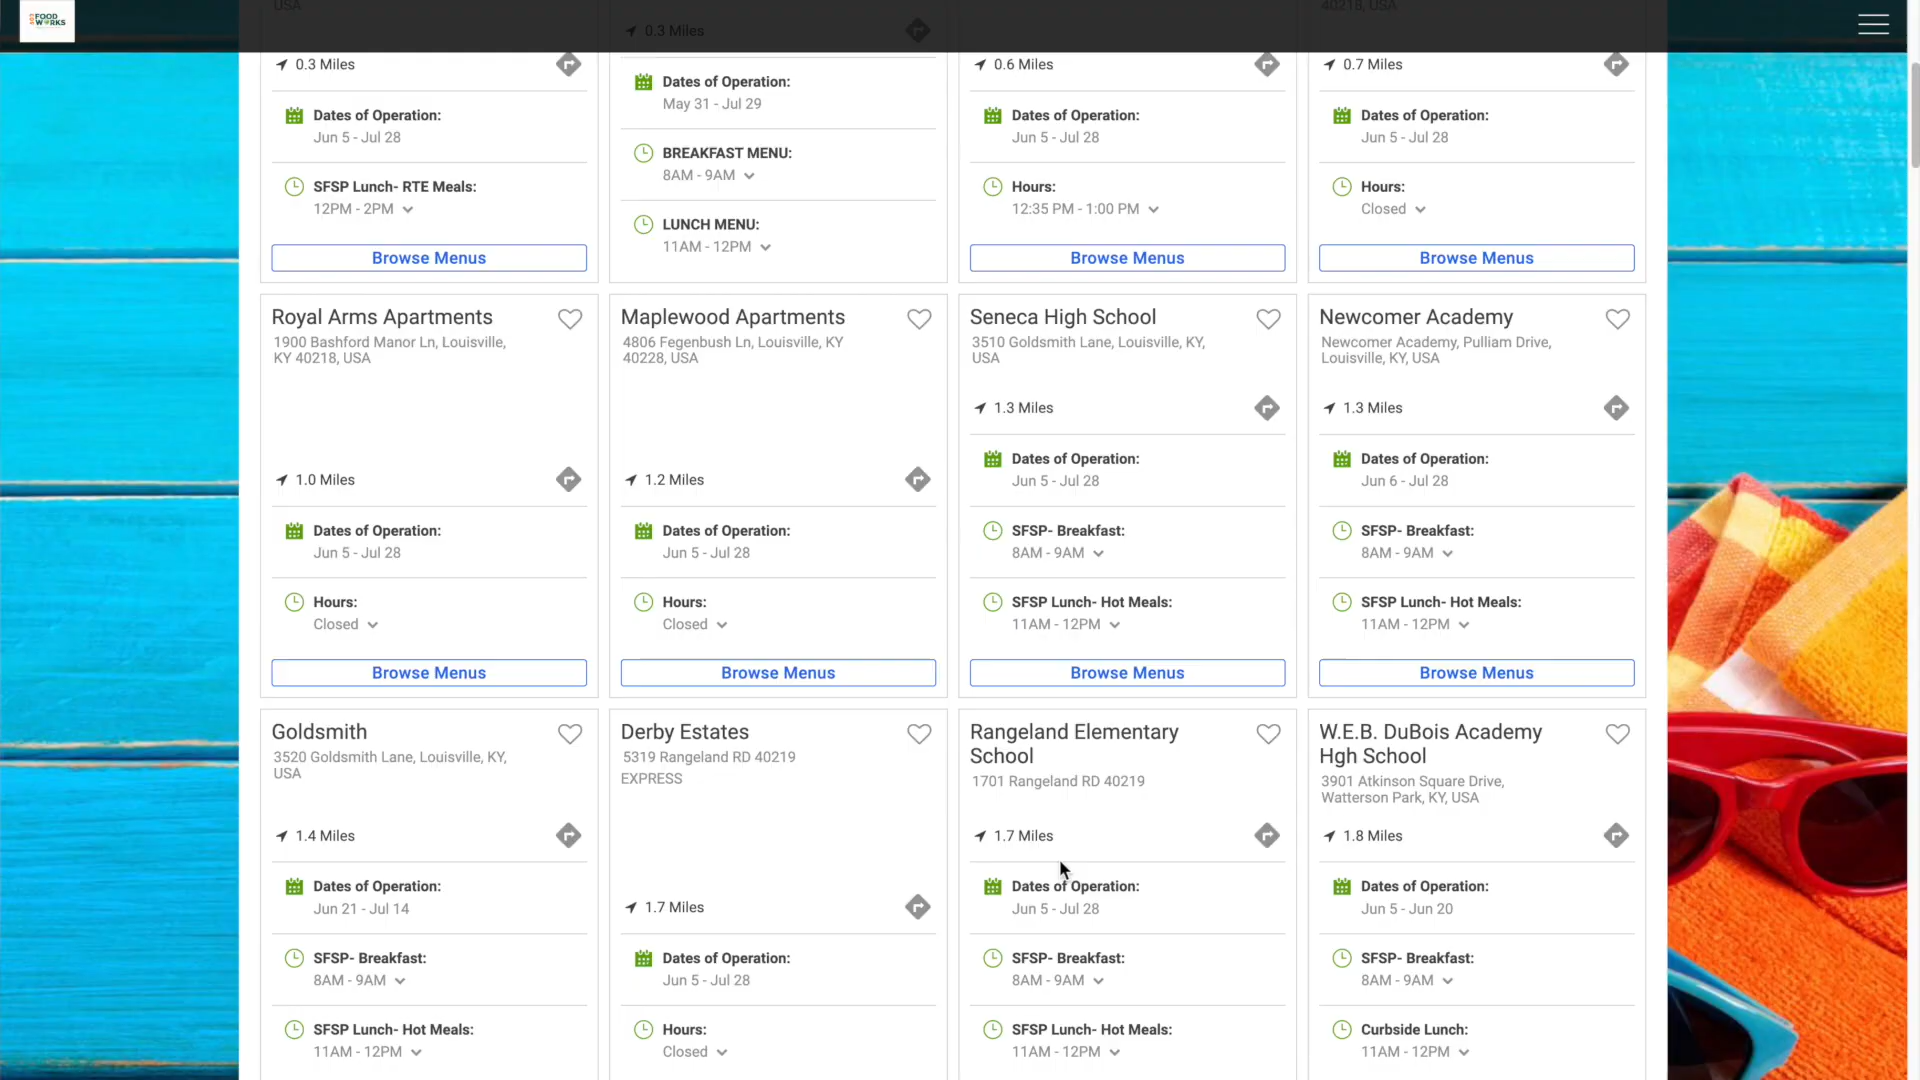 FOOD
WORKS
USA
40218, USA
0.3 Miles
0.3 Miles
0.6 Miles
0.7 Miles
Dates of Operation:
Jun 5 - Jul 28
SFSP Lunch- RTE Meals:
12PM - 2PM
Browse Menus
Dates of Operation:
May 31 - Jul 29
BREAKFAST MENU:
8AM - 9AM
LUNCH MENU:
11AM - 12PM
Dates of Operation:
Jun 5 - Jul 28
Hours:
12:35 PM - 1:00 PM
Browse Menus
Dates of Operation:
Jun 5 - Jul 28
Hours:
Closed
Browse Menus
Royal Arms Apartments
1900 Bashford Manor Ln, Louisville,
KY 40218, USA
1.0 Miles
Dates of Operation:
Jun 5 - Jul 28
Hours:
Closed
Browse Menus
Maplewood Apartments
4806 Fegenbush Ln, Louisville, KY
40228, USA
1.2 Miles
Dates of Operation:
Jun 5 - Jul 28
Hours:
Closed
Browse Menus
Seneca High School
3510 Goldsmith Lane, Louisville, KY,
USA
1.3 Miles
Dates of Operation:
Jun 5 - Jul 28
SFSP- Breakfast:
8AM - 9AM
SFSP Lunch- Hot Meals:
11AM - 12PM
Browse Menus
Newcomer Academy
Newcomer Academy, Pulliam Drive,
Louisville, KY, USA
1.3 Miles
Dates of Operation:
Jun 6 - Jul 28
SFSP- Breakfast:
8AM - 9AM
SFSP Lunch- Hot Meals:
11AM - 12PM
Browse Menus
Goldsmith
3520 Goldsmith Lane, Louisville, KY,
USA
1.4 Miles
Dates of Operation:
Jun 21 - Jul 14
SFSP- Breakfast:
8AM - 9AM
SFSP Lunch- Hot Meals:
11AM - 12PM
Derby Estates
5319 Rangeland RD 40219
EXPRESS
1.7 Miles
Dates of Operation:
Jun 5 - Jul 28
Hours:
Closed
Rangeland Elementary
School
1701 Rangeland RD 40219
1.7 Miles
Dates of Operation:
Jun 5 - Jul 28
SFSP- Breakfast:
8AM - 9AM
SFSP Lunch- Hot Meals:
11AM - 12PM
W.E.B. DuBois Academy
Hgh School
3901 Atkinson Square Drive,
Watterson Park, KY, USA
1.8 Miles
Dates of Operation:
Jun 5 - Jun 20
SFSP- Breakfast:
8AM - 9AM
Curbside Lunch:
11AM - 12PM